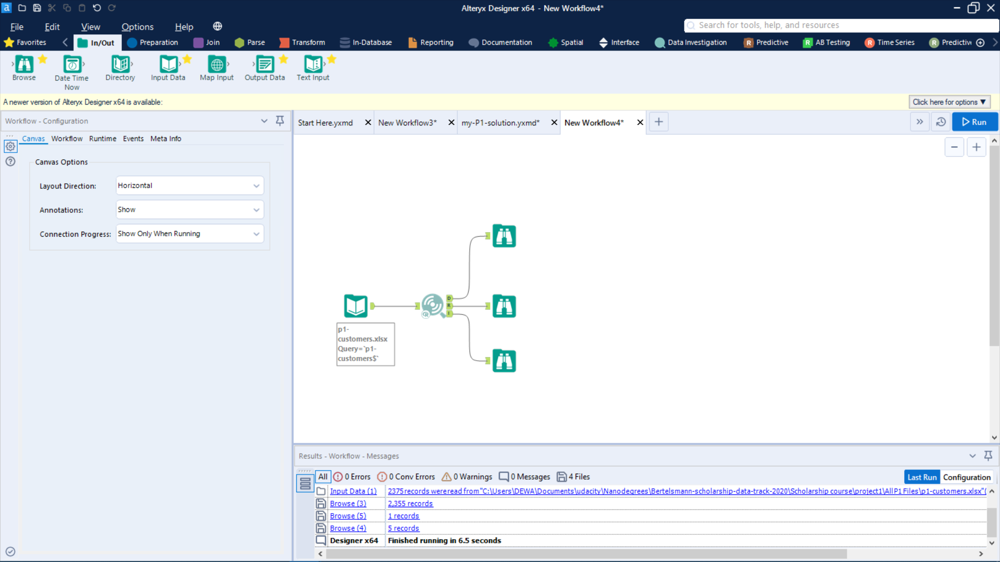 a
Alteryx Designer x64 - New Workflow4*
File Edit View Options Help
Search for tools, help, and resources
Favorites In/Out Preparation Join Parse Transform In-Database Reporting Documentation Spatial Interface Data Investigation R Predictive R AB Testing R Time Series R Predictiv
Browse Date Time Now Directory Input Data Map Input Output Data Text Input
A newer version of Alteryx Designer x64 is available:
Click here for options ▼
Workflow - Configuration
Start Here.yxmd New Workflow3* my-P1-solution.yxmd* New Workflow4*
Run
Canvas Workflow Runtime Events Meta Info
Canvas Options
Layout Direction: Horizontal
Annotations: Show
Connection Progress: Show Only When Running
D
R
I
p1-
customers.xlsx
Query=`p1-
customers$`
Results - Workflow - Messages
All 0 Errors 0 Conv Errors 0 Warnings 0 Messages 4 Files
Last Run Configuration
Input Data (1) 2375 records were read from "C:\Users\DEWA\Documents\udacity\Nanodegrees\Bertelsmann-scholarship-data-track-2020\Scholarship course\project1\All P1 Files\p1-customers.xlsx" (
Browse (3) 2,355 records
Browse (5) 1 records
Browse (4) 5 records
Designer x64 Finished running in 6.5 seconds